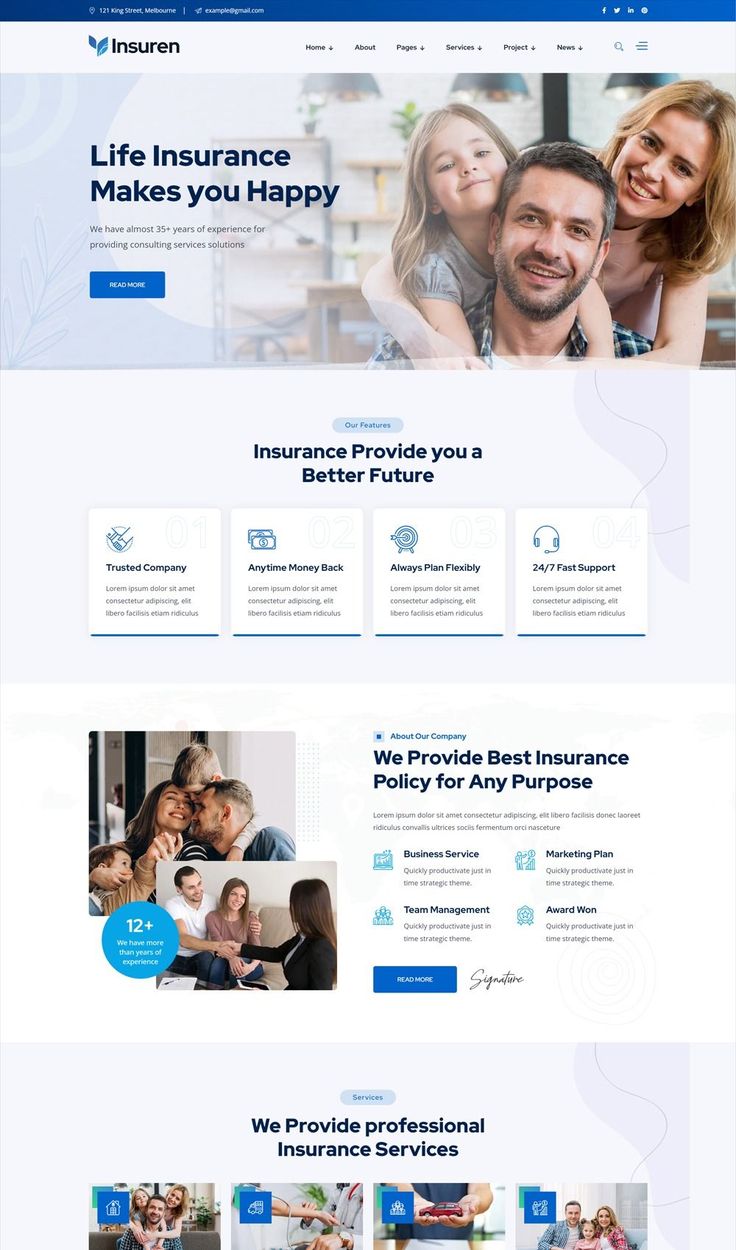 121 King Street, Melbourne | example@gmail.com
Insuren
Home About Pages Services Project News
Life Insurance
Makes you Happy
We have almost 35+ years of experience for
providing consulting services solutions
READ MORE
Our Features
Insurance Provide you a
Better Future
01
Trusted Company
Lorem ipsum dolor sit amet
consectetur adipiscing, elit
libero facilisis etiam ridiculus
02
Anytime Money Back
Lorem ipsum dolor sit amet
consectetur adipiscing, elit
libero facilisis etiam ridiculus
03
Always Plan Flexibly
Lorem ipsum dolor sit amet
consectetur adipiscing, elit
libero facilisis etiam ridiculus
04
24/7 Fast Support
Lorem ipsum dolor sit amet
consectetur adipiscing, elit
libero facilisis etiam ridiculus
12+
We have more
than years of
experience
About Our Company
We Provide Best Insurance
Policy for Any Purpose
Lorem ipsum dolor sit amet consectetur adipiscing, elit libero facilisis donec laoreet
ridiculus convallis ultrices sociis fermentum orci nasceture
Business Service
Quickly productivate just in
time strategic theme.
Marketing Plan
Quickly productivate just in
time strategic theme.
Team Management
Quickly productivate just in
time strategic theme.
Award Won
Quickly productivate just in
time strategic theme.
READ MORE
Signature
Services
We Provide professional
Insurance Services